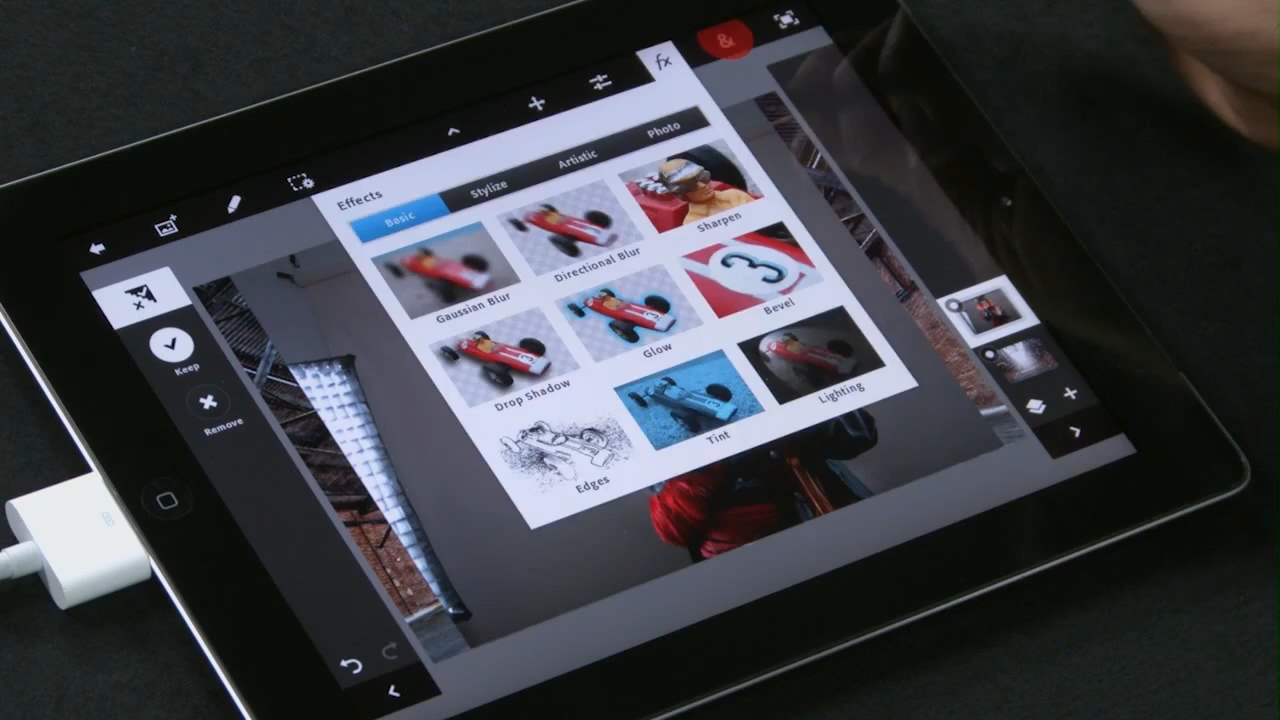 fx
&
Effects
Basic
Stylize
Artistic
Photo
Gaussian Blur
Directional Blur
Sharpen
Drop Shadow
Glow
Bevel
Edges
Tint
Lighting
Keep
Remove
3